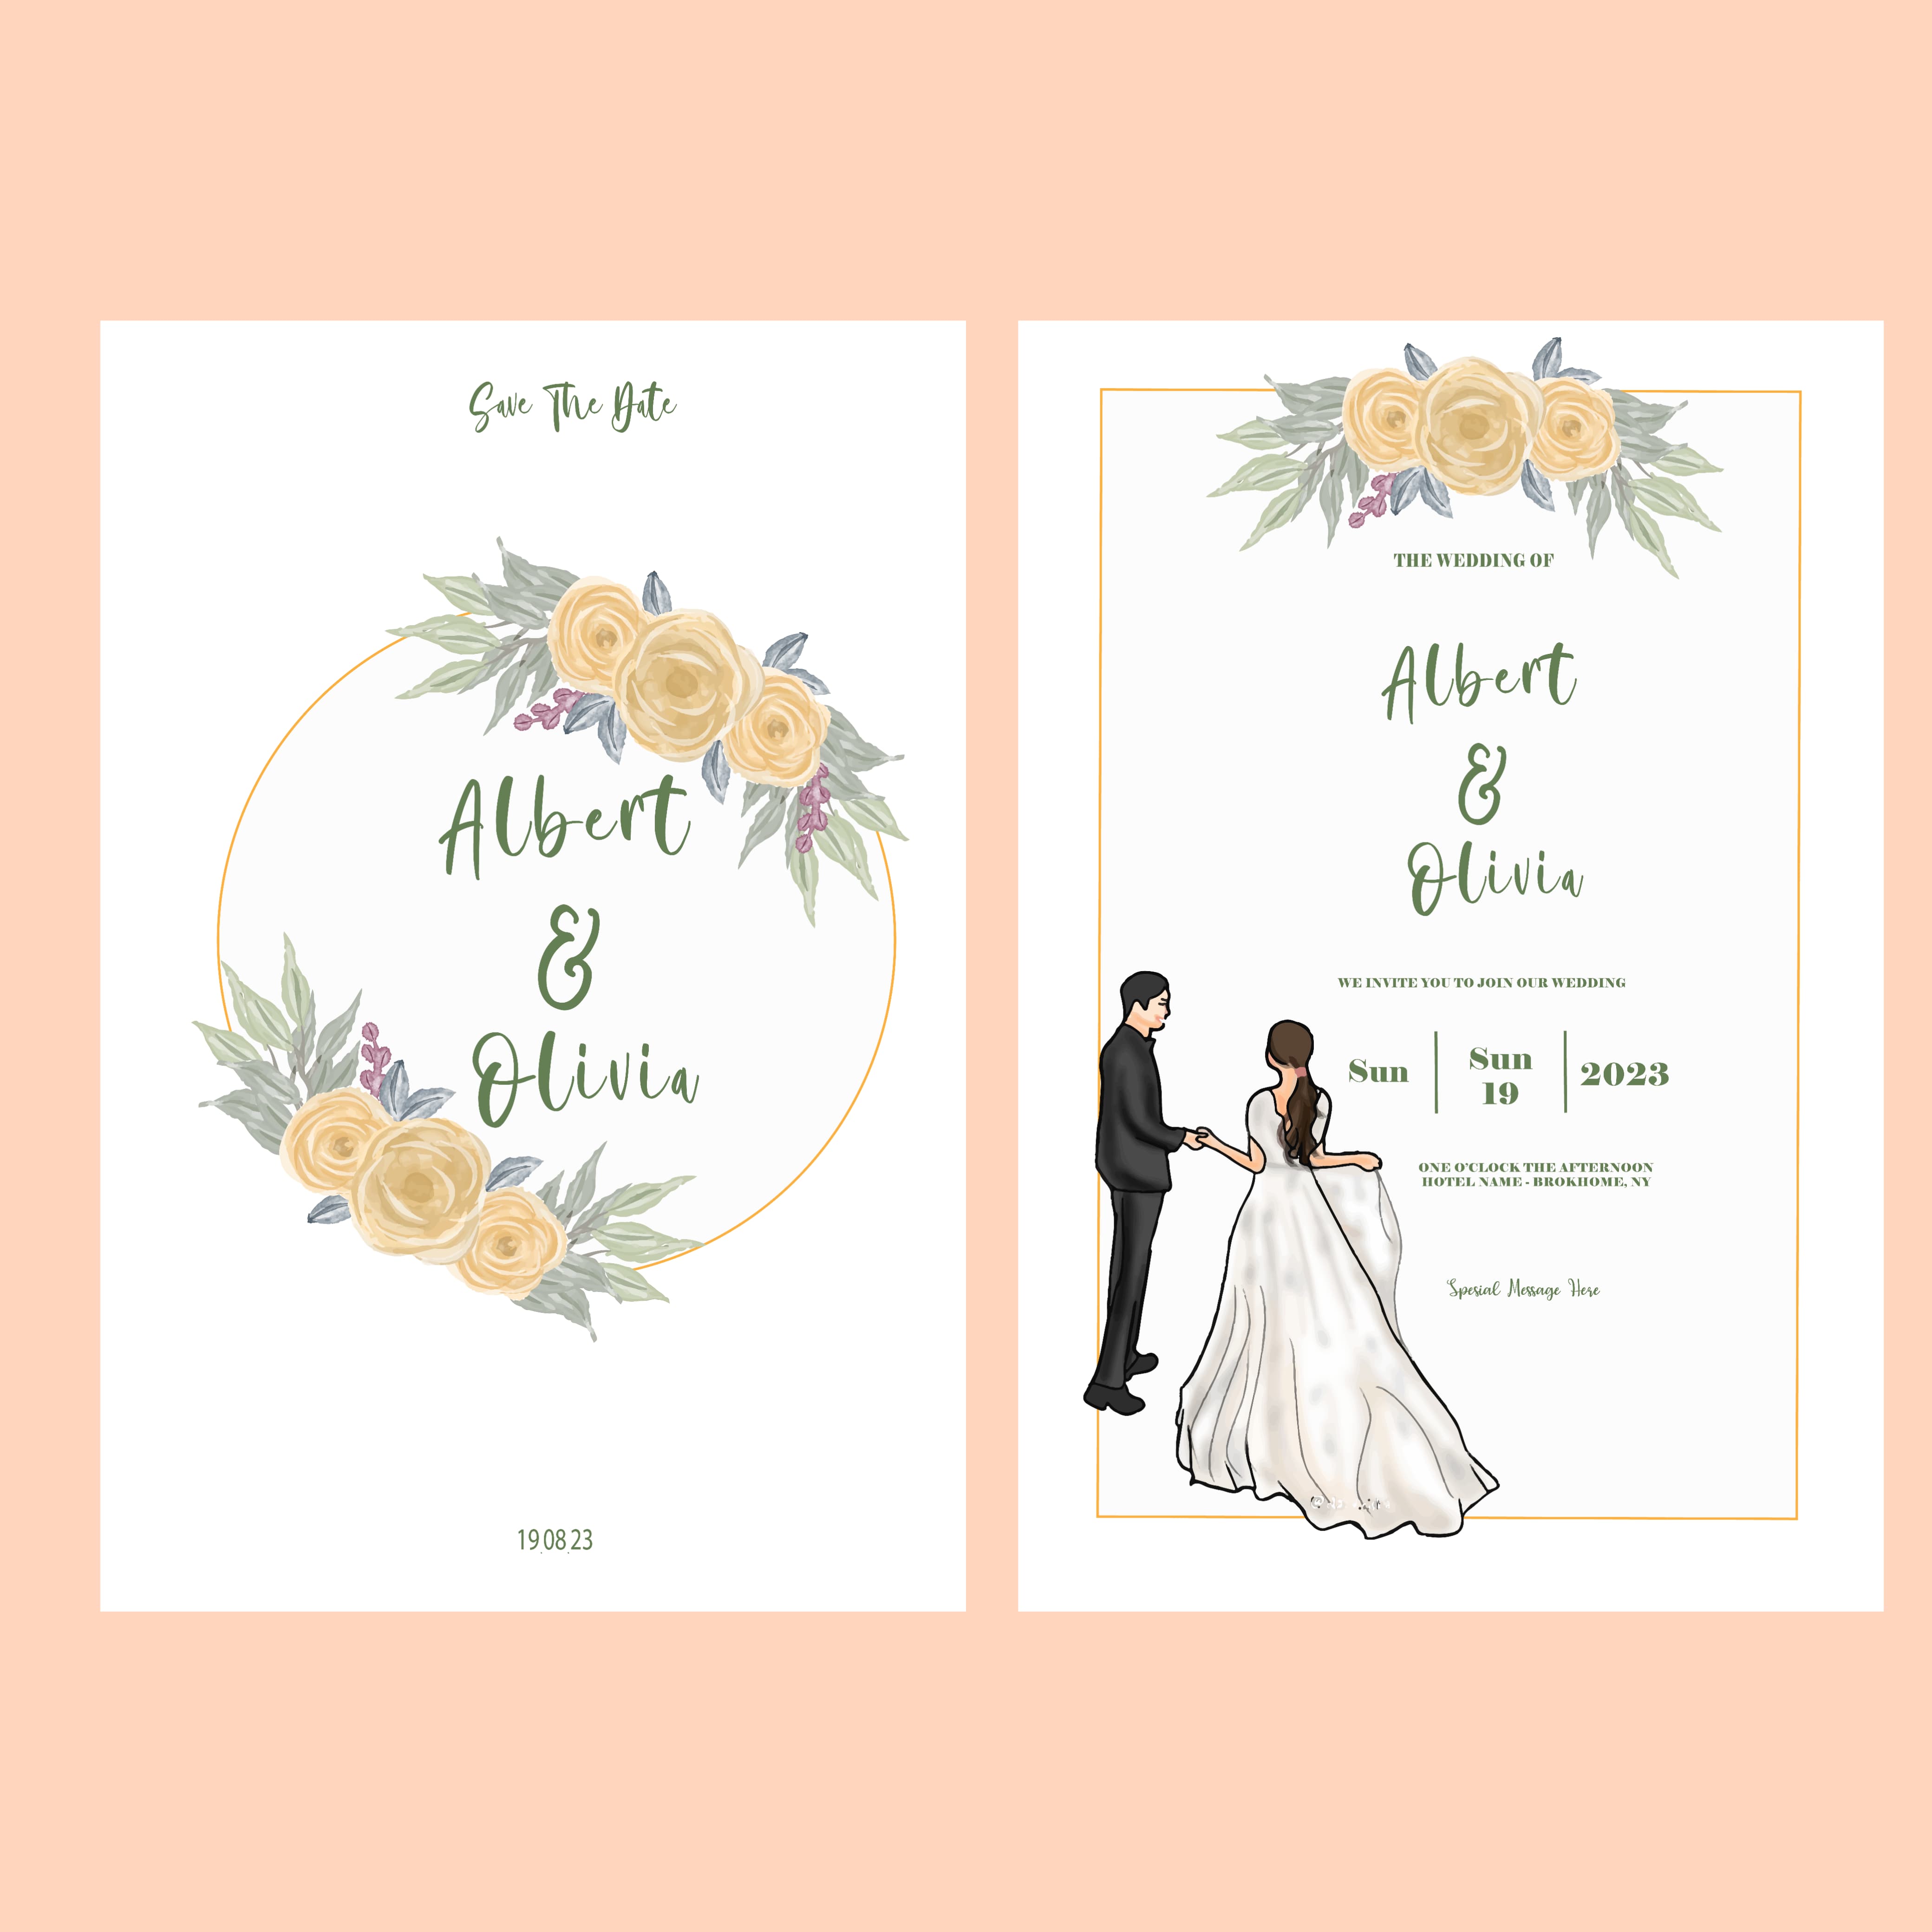 Save The Date
Albert
&
Olivia
19.08.23
THE WEDDING OF
Albert
&
Olivia
WE INVITE YOU TO JOIN OUR WEDDING
Sun | Sun 19 | 2023
ONE O'CLOCK THE AFTERNOON
HOTEL NAME - BROKHOME, NY
Spesial Message Here